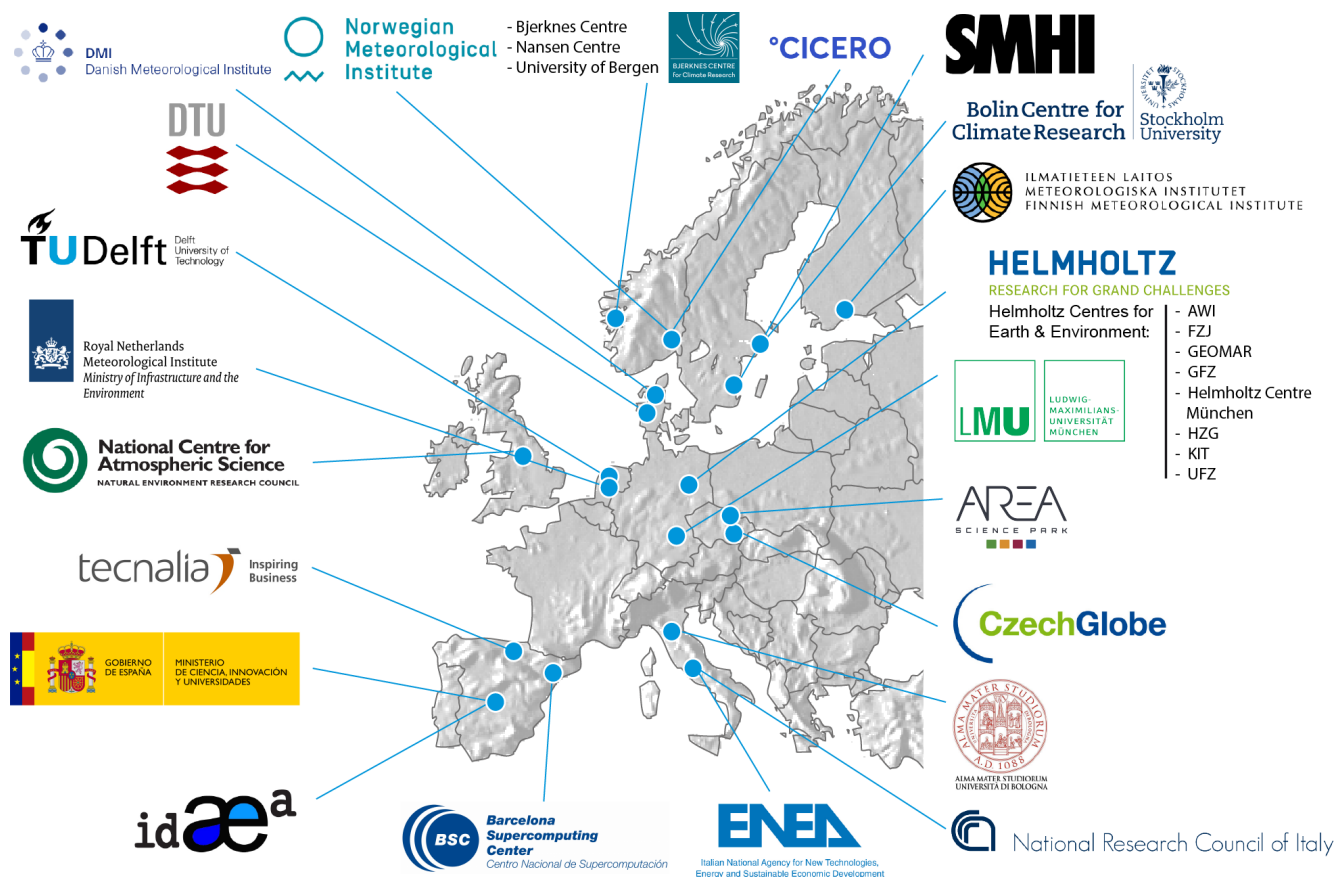 DMI
Danish Meteorological Institute
Norwegian
Meteorological
Institute
- Bjerknes Centre
- Nansen Centre
- University of Bergen
BJERKNES CENTRE
for Climate Research
°CICERO
SMHI
Bolin Centre for
Climate Research
Stockholm
University
DTU
ILMATIETEEN LAITOS
METEOROLOGISKA INSTITUTET
FINNISH METEOROLOGICAL INSTITUTE
TUDelft
Delft
University of
Technology
HELMHOLTZ
RESEARCH FOR GRAND CHALLENGES
Helmholtz Centres for
Earth & Environment:
- AWI
- FZJ
- GEOMAR
- GFZ
- Helmholtz Centre
München
- HZG
- KIT
- UFZ
Royal Netherlands
Meteorological Institute
Ministry of Infrastructure and the
Environment
LMU
LUDWIG-
MAXIMILIANS-
UNIVERSITÄT
MÜNCHEN
National Centre for
Atmospheric Science
NATURAL ENVIRONMENT RESEARCH COUNCIL
AREA
SCIENCE PARK
tecnalia
Inspiring
Business
CzechGlobe
GOBIERNO
DE ESPAÑA
MINISTERIO
DE CIENCIA, INNOVACIÓN
Y UNIVERSIDADES
ALMA MATER STUDIORUM
A.D. 1088
ALMA MATER STUDIORUM
UNIVERSITÀ DI BOLOGNA
idæa
BSC
Barcelona
Supercomputing
Center
Centro Nacional de Supercomputación
ENEA
Italian National Agency for New Technologies,
Energy and Sustainable Economic Development
National Research Council of Italy